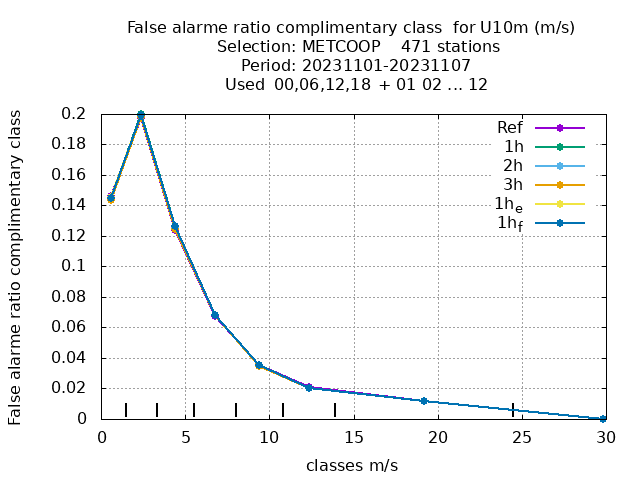 False alarme ratio complimentary class  for U10m (m/s)
Selection: METCOOP    471 stations
Period: 20231101-20231107
Used  00,06,12,18  + 01 02 ... 12
False alarme ratio complimentary class
0.2
0.18
0.16
0.14
0.12
0.1
0.08
0.06
0.04
0.02
0
Ref
1h
2h
3h
1h_e
1h_f
0 5 10 15 20 25 30
classes m/s